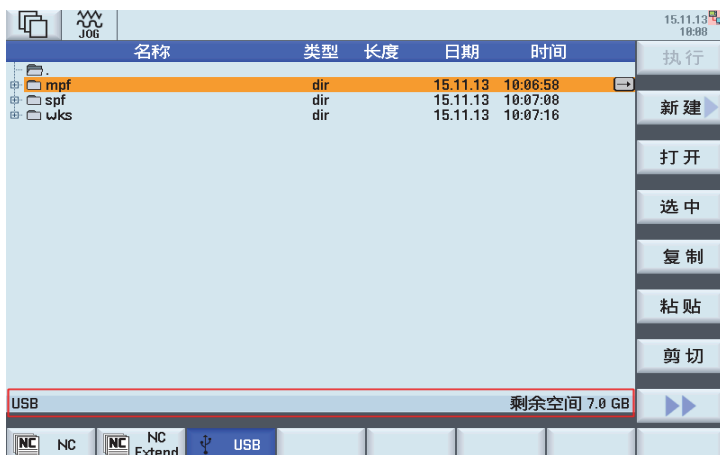 JOG
15.11.13
10:08
名称 类型 长度 日期 时间
执行
.
mpf dir 15.11.13 10:06:58
spf dir 15.11.13 10:07:08
wks dir 15.11.13 10:07:16
新建
打开
选中
复制
粘贴
剪切
USB 剩余空间 7.0 GB
NC NC
NC NC Extend
USB